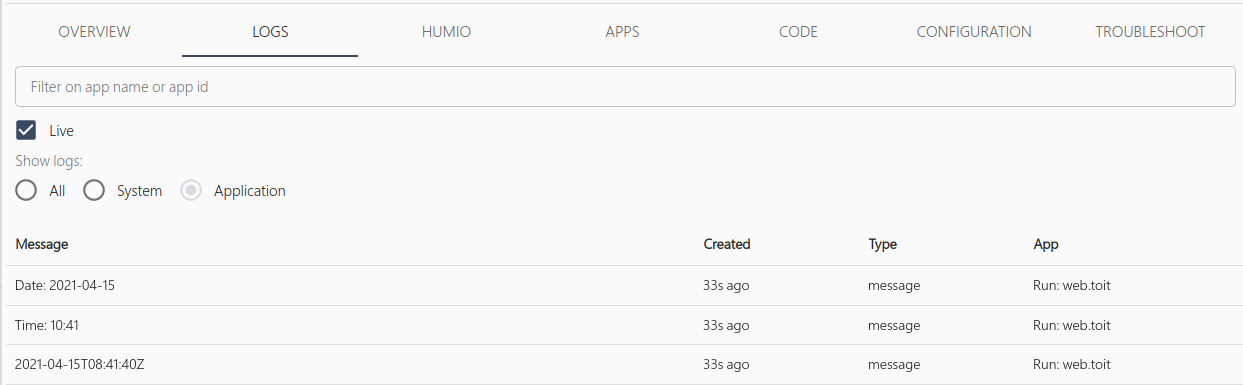 OVERVIEW LOGS HUMIO APPS CODE CONFIGURATION TROUBLESHOOT
Filter on app name or app id
Live
Show logs:
All System Application
Message Created Type App
Date: 2021-04-15 33s ago message Run: web.toit
Time: 10:41 33s ago message Run: web.toit
2021-04-15T08:41:40Z 33s ago message Run: web.toit